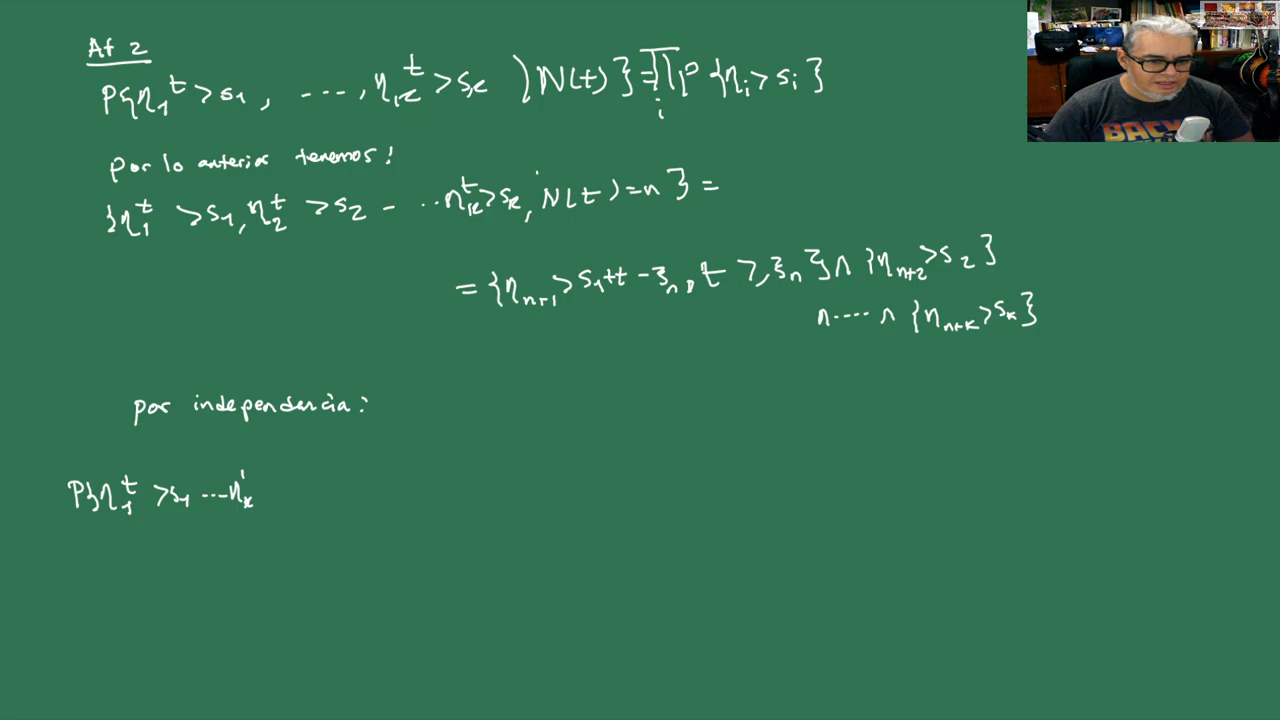 Af 2
P{η₁ᵗ > s₁, ..., ηₖᵗ > sₖ | N(t)} = ∏ᵢ P{ηᵢ > sᵢ}
Por lo anterior tenemos:
{η₁ᵗ > s₁, η₂ᵗ > s₂ ... ηₖᵗ > sₖ, N(t) = n} =
= {ηₙ₊₁ > s₁ + t - ξₙ, t ≥ ξₙ} ∩ {ηₙ₊₂ > s₂}
∩ .... ∩ {ηₙ₊ₖ > sₖ}
por independencia:
P{η₁ᵗ > s₁ ... ηₖ
BACK